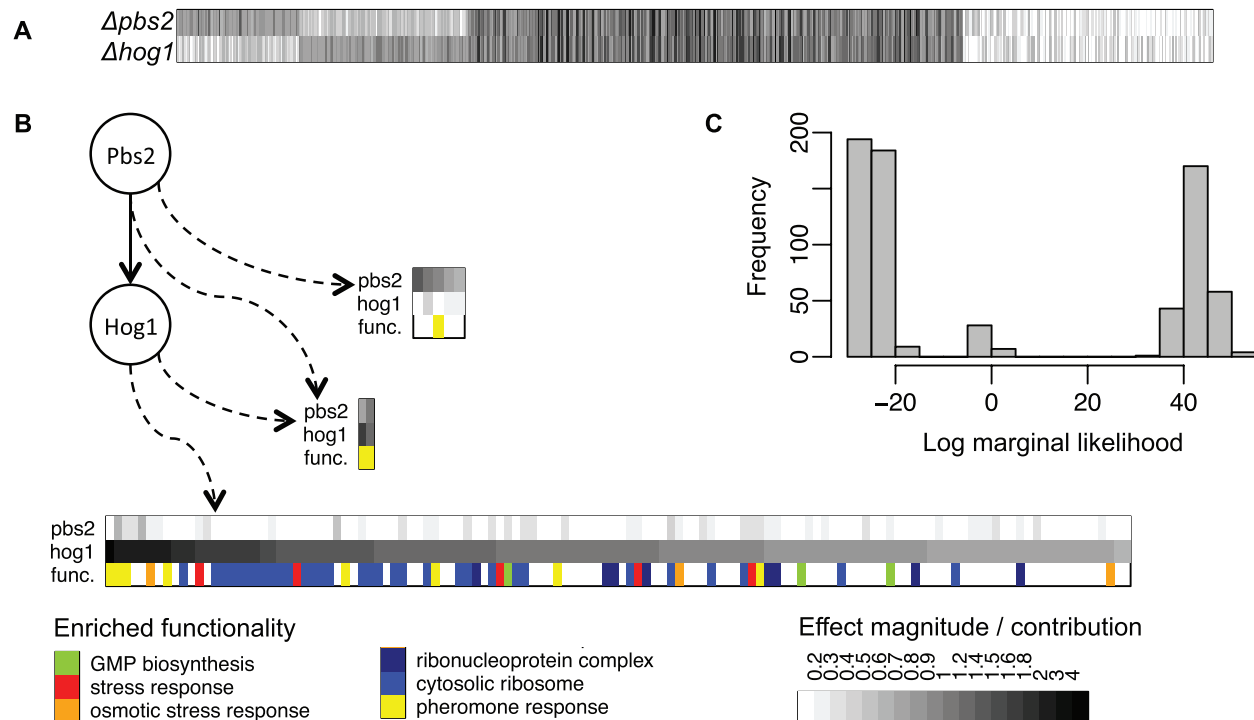 A
Δpbs2
Δhog1
B
Pbs2
Hog1
pbs2
hog1
func.
pbs2
hog1
func.
pbs2
hog1
func.
C
Frequency
0
50
100
200
−20
0
20
40
Log marginal likelihood
Enriched functionality
GMP biosynthesis
stress response
osmotic stress response
ribonucleoprotein complex
cytosolic ribosome
pheromone response
Effect magnitude / contribution
0.2
0.3
0.4
0.5
0.6
0.7
0.8
0.9
1
1.2
1.4
1.5
1.6
1.8
2
3
4